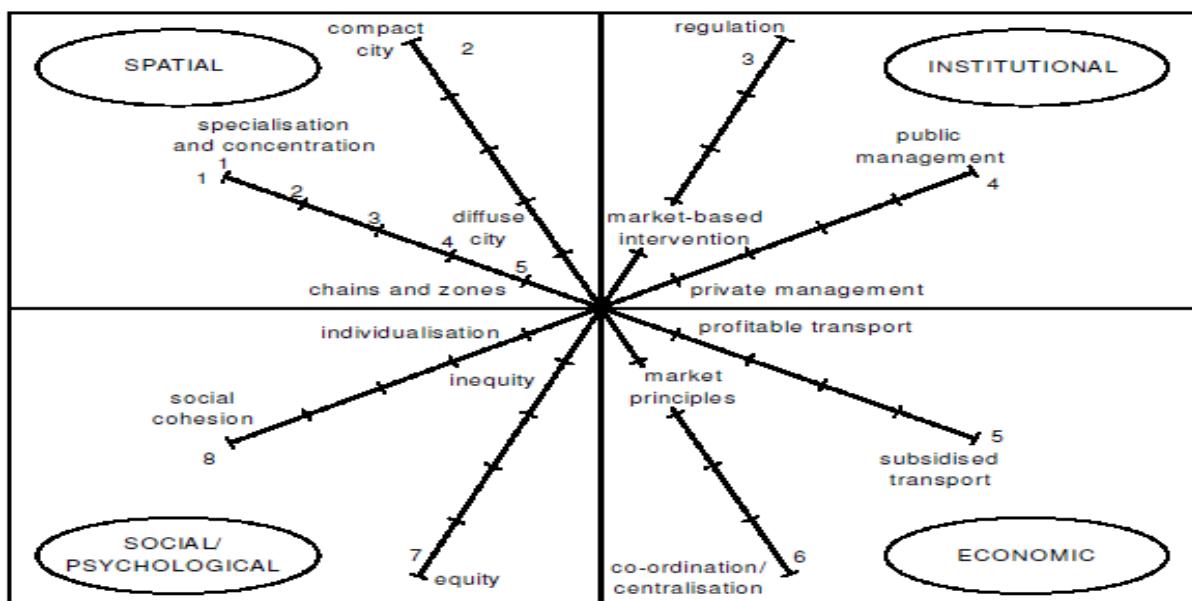 compact
city
2
SPATIAL
specialisation
and concentration
1
1
2
3
4
5
diffuse
city
chains and zones
regulation
3
INSTITUTIONAL
public
management
4
market-based
intervention
private management
individualisation
inequity
social
cohesion
8
SOCIAL/
PSYCHOLOGICAL
7
equity
profitable transport
market
principles
5
subsidised
transport
6
co-ordination/
centralisation
ECONOMIC